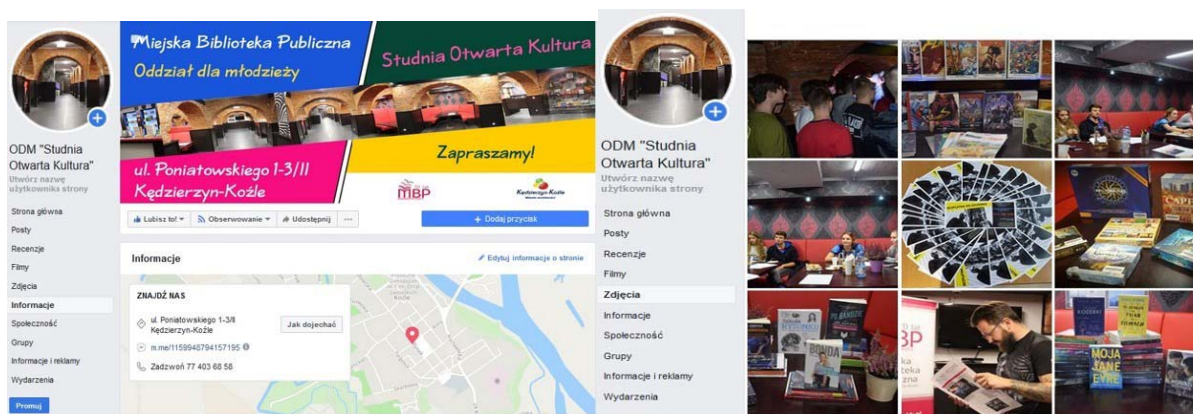 Miejska Biblioteka Publiczna
Oddział dla młodzieży
Studnia Otwarta Kultura
ul. Poniatowskiego 1-3/II
Kędzierzyn-Koźle
Zapraszamy!
MBP
Kędzierzyn-Koźle
ODM "Studnia
Otwarta Kultura"
Utwórz nazwę
użytkownika strony
Strona główna
Posty
Recenzje
Filmy
Zdjęcia
Informacje
Społeczność
Grupy
Informacje i reklamy
Wydarzenia
Promuj
Lubisz to!
Obserwowanie
Udostępnij
+ Dodaj przycisk
Informacje
Edytuj informacje o stronie
ZNAJDŹ NAS
ul. Poniatowskiego 1-3/II
Kędzierzyn-Koźle
Jak dojechać
m.me/1159948794157195
Zadzwoń 77 403 68 58
ODM "Studnia
Otwarta Kultura"
Utwórz nazwę
użytkownika strony
Strona główna
Posty
Recenzje
Filmy
Zdjęcia
Informacje
Społeczność
Grupy
Informacje i reklamy
Wydarzenia
BONDA
MOJA
JANE
EYRE